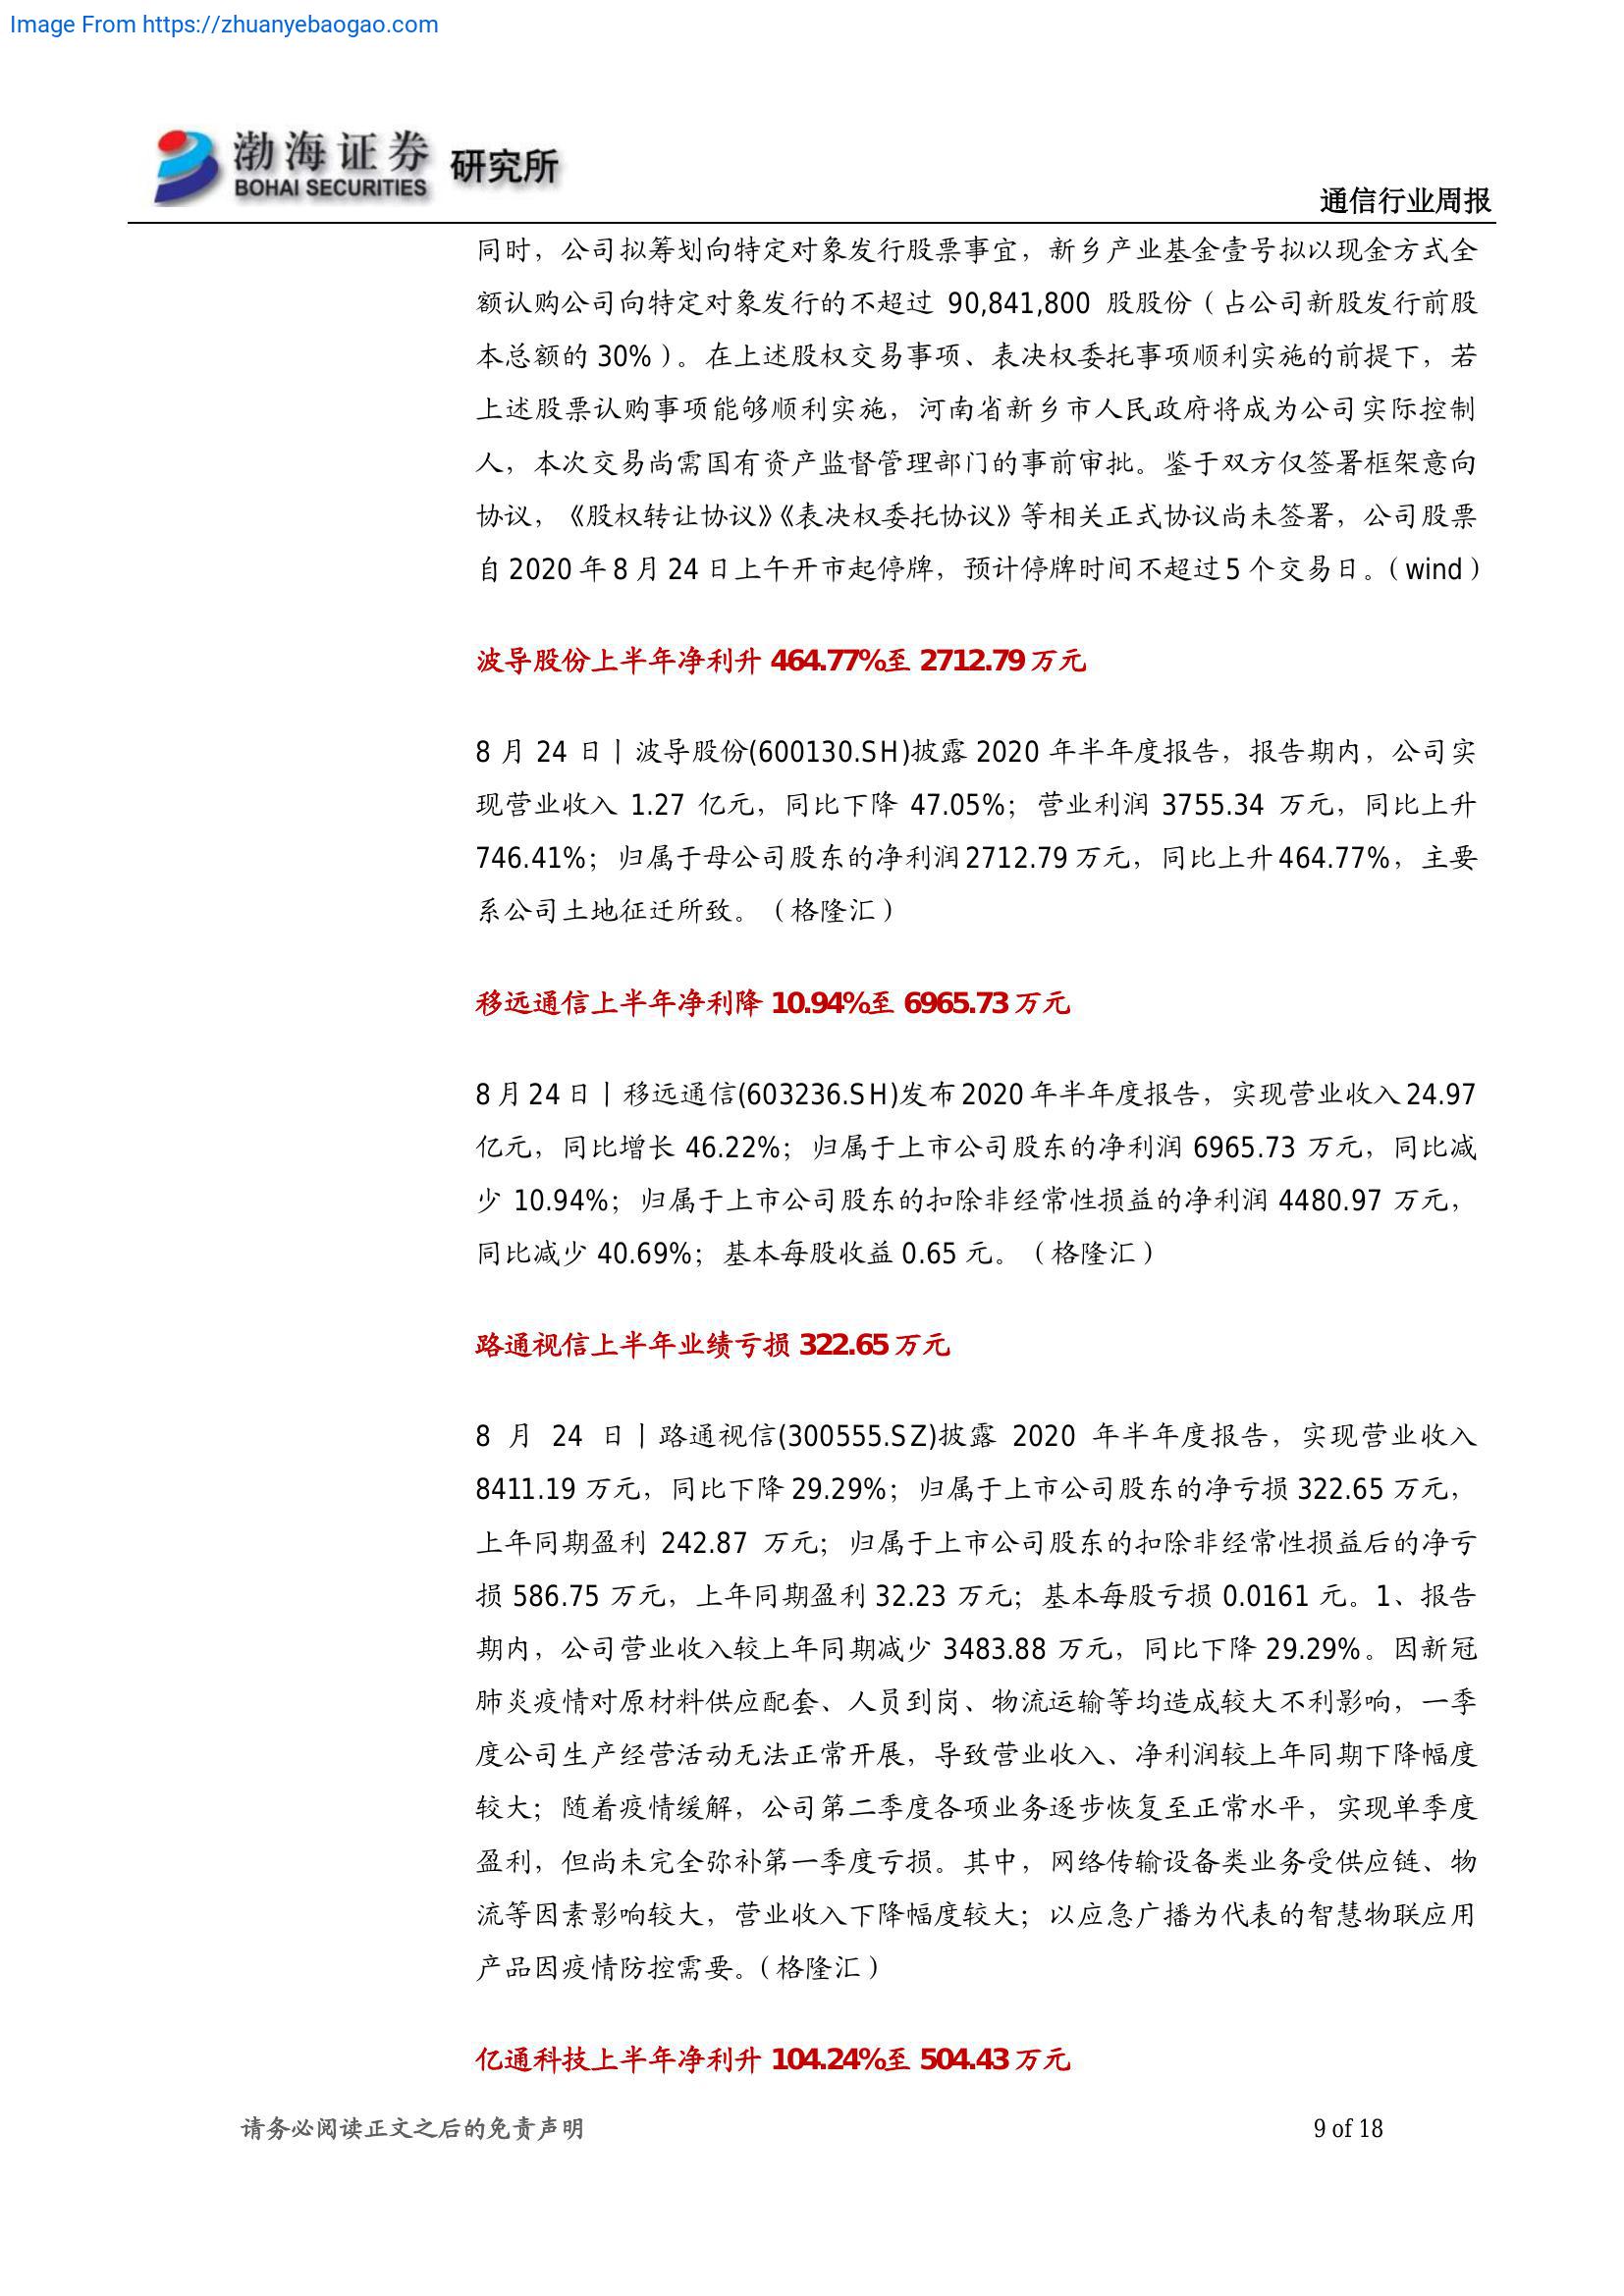 Image From https://zhuanyebaogao.com
渤海证券 研究所
BOHAI SECURITIES
通信行业周报
同时，公司拟筹划向特定对象发行股票事宜，新乡产业基金壹号拟以现金方式全
额认购公司向特定对象发行的不超过 90,841,800 股股份（占公司新股发行前股
本总额的 30%）。在上述股权交易事项、表决权委托事项顺利实施的前提下，若
上述股票认购事项能够顺利实施，河南省新乡市人民政府将成为公司实际控制
人，本次交易尚需国有资产监督管理部门的事前审批。鉴于双方仅签署框架意向
协议，《股权转让协议》《表决权委托协议》等相关正式协议尚未签署，公司股票
自 2020 年 8 月 24 日上午开市起停牌，预计停牌时间不超过 5 个交易日。（wind）
波导股份上半年净利升 464.77%至 2712.79 万元
8 月 24 日丨波导股份(600130.SH)披露 2020 年半年度报告，报告期内，公司实
现营业收入 1.27 亿元，同比下降 47.05%；营业利润 3755.34 万元，同比上升
746.41%；归属于母公司股东的净利润 2712.79 万元，同比上升 464.77%，主要
系公司土地征迁所致。（格隆汇）
移远通信上半年净利降 10.94%至 6965.73 万元
8 月 24 日丨移远通信(603236.SH)发布 2020 年半年度报告，实现营业收入 24.97
亿元，同比增长 46.22%；归属于上市公司股东的净利润 6965.73 万元，同比减
少 10.94%；归属于上市公司股东的扣除非经常性损益的净利润 4480.97 万元，
同比减少 40.69%；基本每股收益 0.65 元。（格隆汇）
路通视信上半年业绩亏损 322.65 万元
8 月 24 日丨路通视信(300555.SZ)披露 2020 年半年度报告，实现营业收入
8411.19 万元，同比下降 29.29%；归属于上市公司股东的净亏损 322.65 万元，
上年同期盈利 242.87 万元；归属于上市公司股东的扣除非经常性损益后的净亏
损 586.75 万元，上年同期盈利 32.23 万元；基本每股亏损 0.0161 元。1、报告
期内，公司营业收入较上年同期减少 3483.88 万元，同比下降 29.29%。因新冠
肺炎疫情对原材料供应配套、人员到岗、物流运输等均造成较大不利影响，一季
度公司生产经营活动无法正常开展，导致营业收入、净利润较上年同期下降幅度
较大；随着疫情缓解，公司第二季度各项业务逐步恢复至正常水平，实现单季度
盈利，但尚未完全弥补第一季度亏损。其中，网络传输设备类业务受供应链、物
流等因素影响较大，营业收入下降幅度较大；以应急广播为代表的智慧物联应用
产品因疫情防控需要。（格隆汇）
亿通科技上半年净利升 104.24%至 504.43 万元
请务必阅读正文之后的免责声明
9 of 18